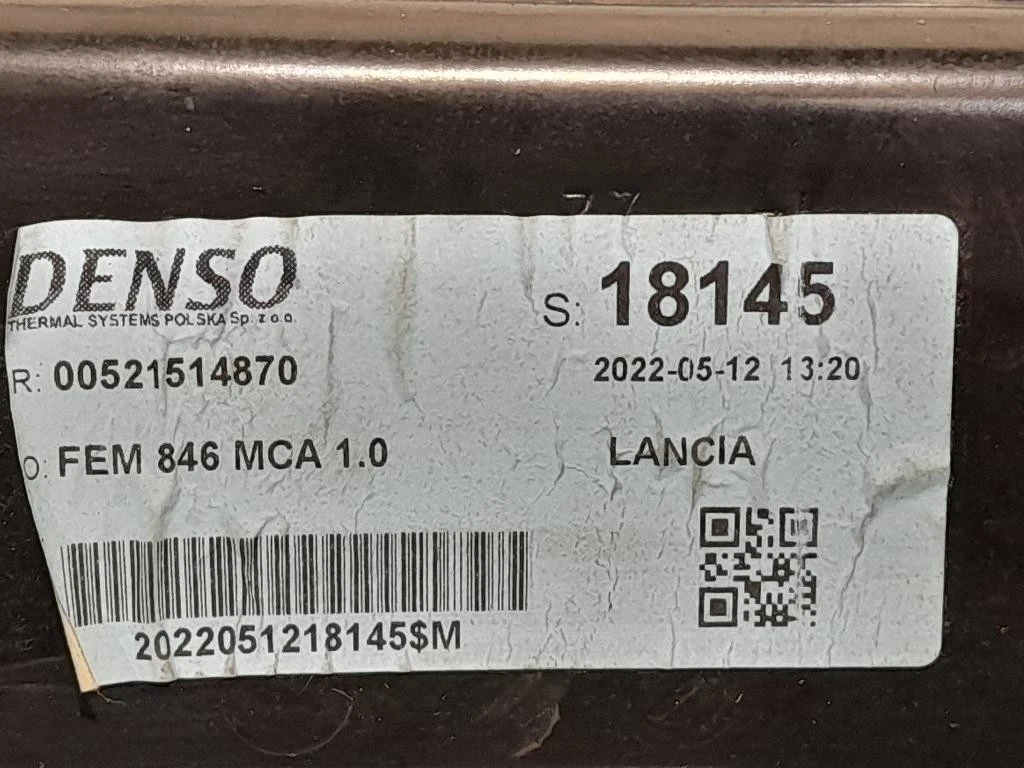 DENSO
THERMAL SYSTEMS POLSKA Sp. z o.o.
S: 18145
R: 00521514870
2022-05-12 13:20
O: FEM 846 MCA 1.0
LANCIA
2022051218145$M